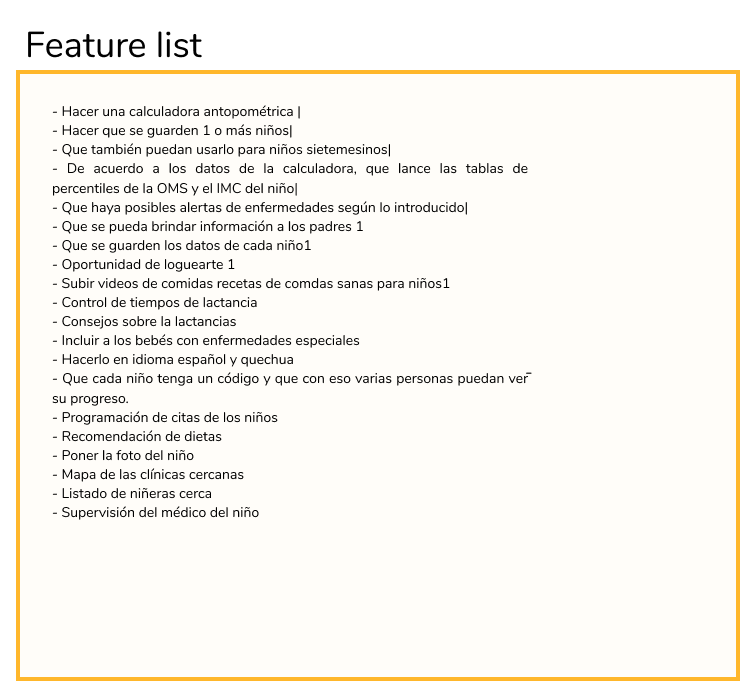 Feature list
- Hacer una calculadora antopométrica |
- Hacer que se guarden 1 o más niños|
- Que también puedan usarlo para niños sietemesinos|
- De acuerdo a los datos de la calculadora, que lance las tablas de
percentiles de la OMS y el IMC del niño|
- Que haya posibles alertas de enfermedades según lo introducido|
- Que se pueda brindar información a los padres 1
- Que se guarden los datos de cada niño1
- Oportunidad de loguearte 1
- Subir videos de comidas recetas de comdas sanas para niños1
- Control de tiempos de lactancia
- Consejos sobre la lactancias
- Incluir a los bebés con enfermedades especiales
- Hacerlo en idioma español y quechua
- Que cada niño tenga un código y que con eso varias personas puedan ver¯
su progreso.
- Programación de citas de los niños
- Recomendación de dietas
- Poner la foto del niño
- Mapa de las clínicas cercanas
- Listado de niñeras cerca
- Supervisión del médico del niño